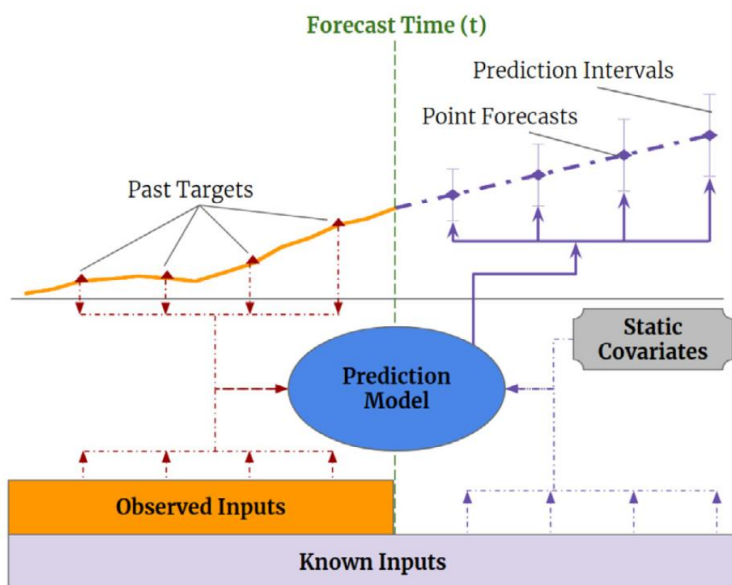 Forecast Time (t)
Prediction Intervals
Point Forecasts
Past Targets
Static
Covariates
Prediction
Model
Observed Inputs
Known Inputs